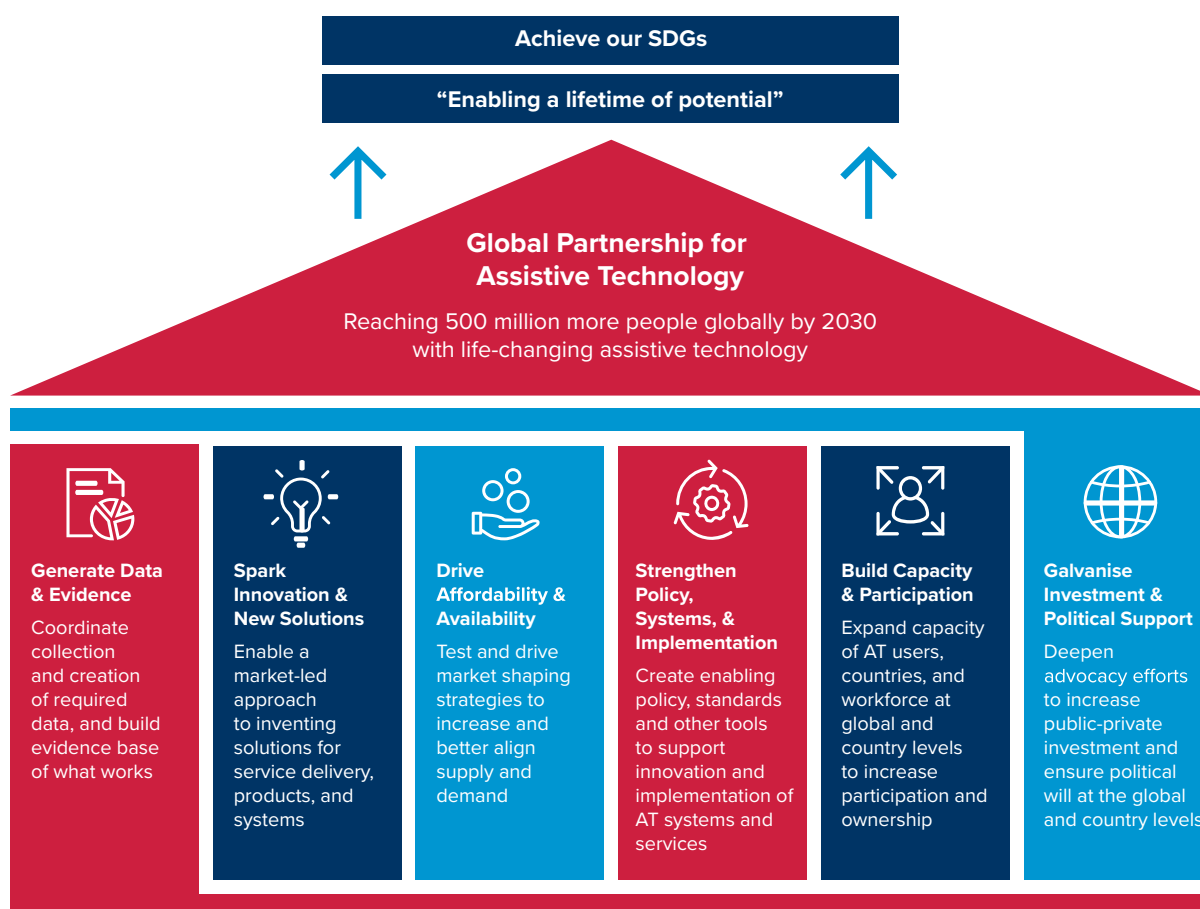 Achieve our SDGs
“Enabling a lifetime of potential”
Global Partnership for
Assistive Technology
Reaching 500 million more people globally by 2030
with life-changing assistive technology
Generate Data
& Evidence
Coordinate
collection
and creation
of required
data, and build
evidence base
of what works
Spark
Innovation &
New Solutions
Enable a
market-led
approach
to inventing
solutions for
service delivery,
products, and
systems
Drive
Affordability &
Availability
Test and drive
market shaping
strategies to
increase and
better align
supply and
demand
Strengthen
Policy,
Systems, &
Implementation
Create enabling
policy, standards
and other tools
to support
innovation and
implementation of
AT systems and
services
Build Capacity
& Participation
Expand capacity
of AT users,
countries, and
workforce at
global and
country levels
to increase
participation and
ownership
Galvanise
Investment &
Political Support
Deepen
advocacy efforts
to increase
public-private
investment and
ensure political
will at the global
and country levels